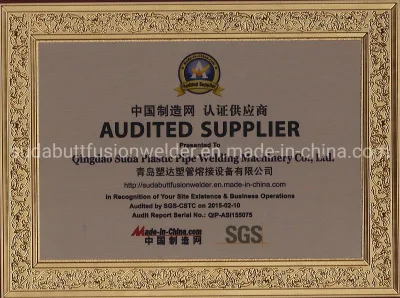 Audited Supplier
中国制造网 认证供应商
AUDITED SUPPLIER
Presented To
Qingdao Suda Plastic Pipe Welding Machinery Co., Ltd.
sudabuttfusionwelder.en.made-in-china.com
青岛塑达塑管熔接设备有限公司
http://sudabuttfusionwelder.en.made-in-china.com
In Recognition of Your Site Existence & Business Operations
Audited by SGS-CSTC on 2015-02-10
Audit Report Serial No.: QIP-ASI155075
Made-in-China.com
中国制造网
SGS